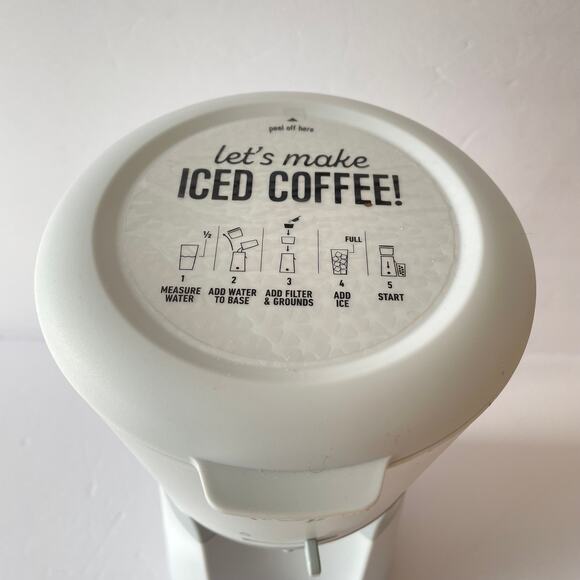 peel off here
let's make
ICED COFFEE!
½
FULL
1 2 3 4 5
MEASURE WATER
ADD WATER TO BASE
ADD FILTER & GROUNDS
ADD ICE
START